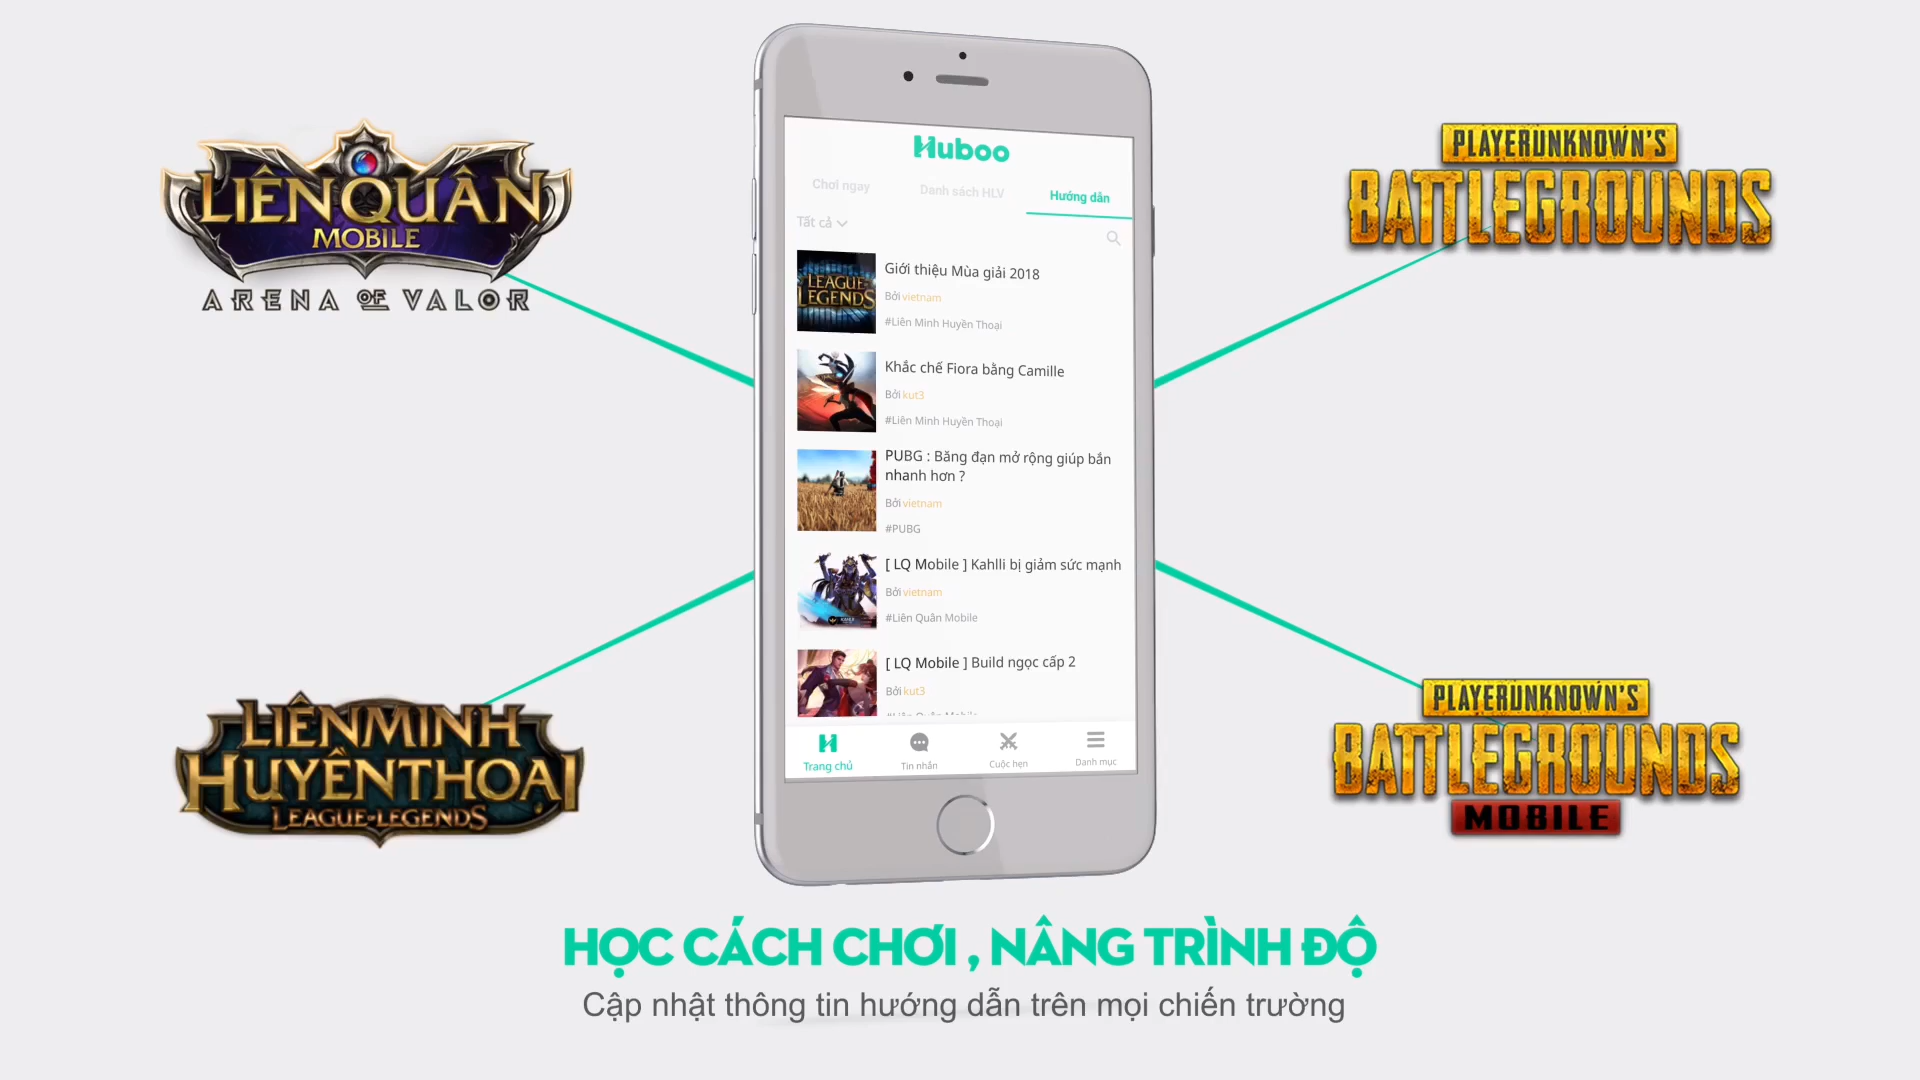 LIÊN QUÂN
MOBILE
ARENA OF VALOR
PLAYERUNKNOWN'S
BATTLEGROUNDS
LIÊN MINH
HUYỀN THOẠI
LEAGUE OF LEGENDS
PLAYERUNKNOWN'S
BATTLEGROUNDS
MOBILE
Huboo
Chơi ngay
Danh sách HLV
Hướng dẫn
Tất cả
LEAGUE
LEGENDS
Giới thiệu Mùa giải 2018
Bởi vietnam
#Liên Minh Huyền Thoại
Khắc chế Fiora bằng Camille
Bởi kut3
#Liên Minh Huyền Thoại
PUBG : Băng đạn mở rộng giúp bắn
nhanh hơn ?
Bởi vietnam
#PUBG
[ LQ Mobile ] Kahlli bị giảm sức mạnh
Bởi vietnam
#Liên Quân Mobile
[ LQ Mobile ] Build ngọc cấp 2
Bởi kut3
#Liên Quân Mobile
Trang chủ
Tin nhắn
Cuộc hẹn
Danh mục
HỌC CÁCH CHƠI , NÂNG TRÌNH ĐỘ
Cập nhật thông tin hướng dẫn trên mọi chiến trường